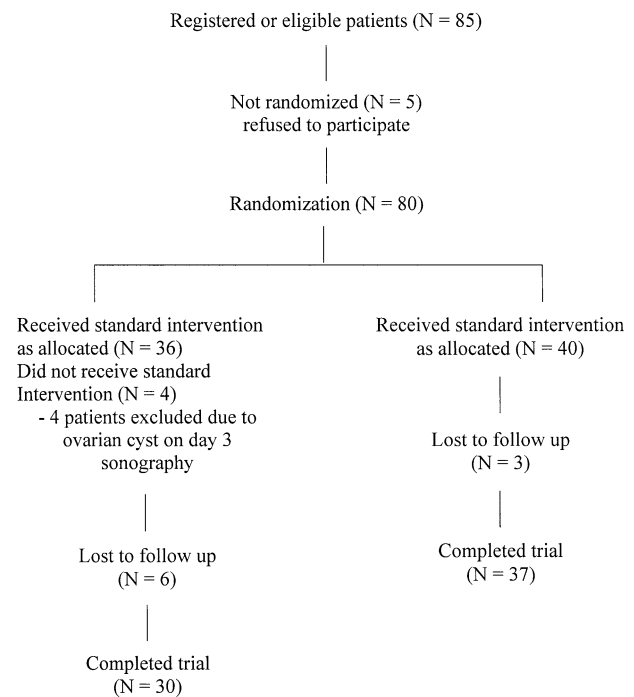 Registered or eligible patients (N = 85)
Not randomized (N = 5)
refused to participate
Randomization (N = 80)
Received standard intervention
as allocated (N = 36)
Did not receive standard
Intervention (N = 4)
- 4 patients excluded due to
ovarian cyst on day 3
sonography
Lost to follow up
(N = 6)
Completed trial
(N = 30)
Received standard intervention
as allocated (N = 40)
Lost to follow up
(N = 3)
Completed trial
(N = 37)